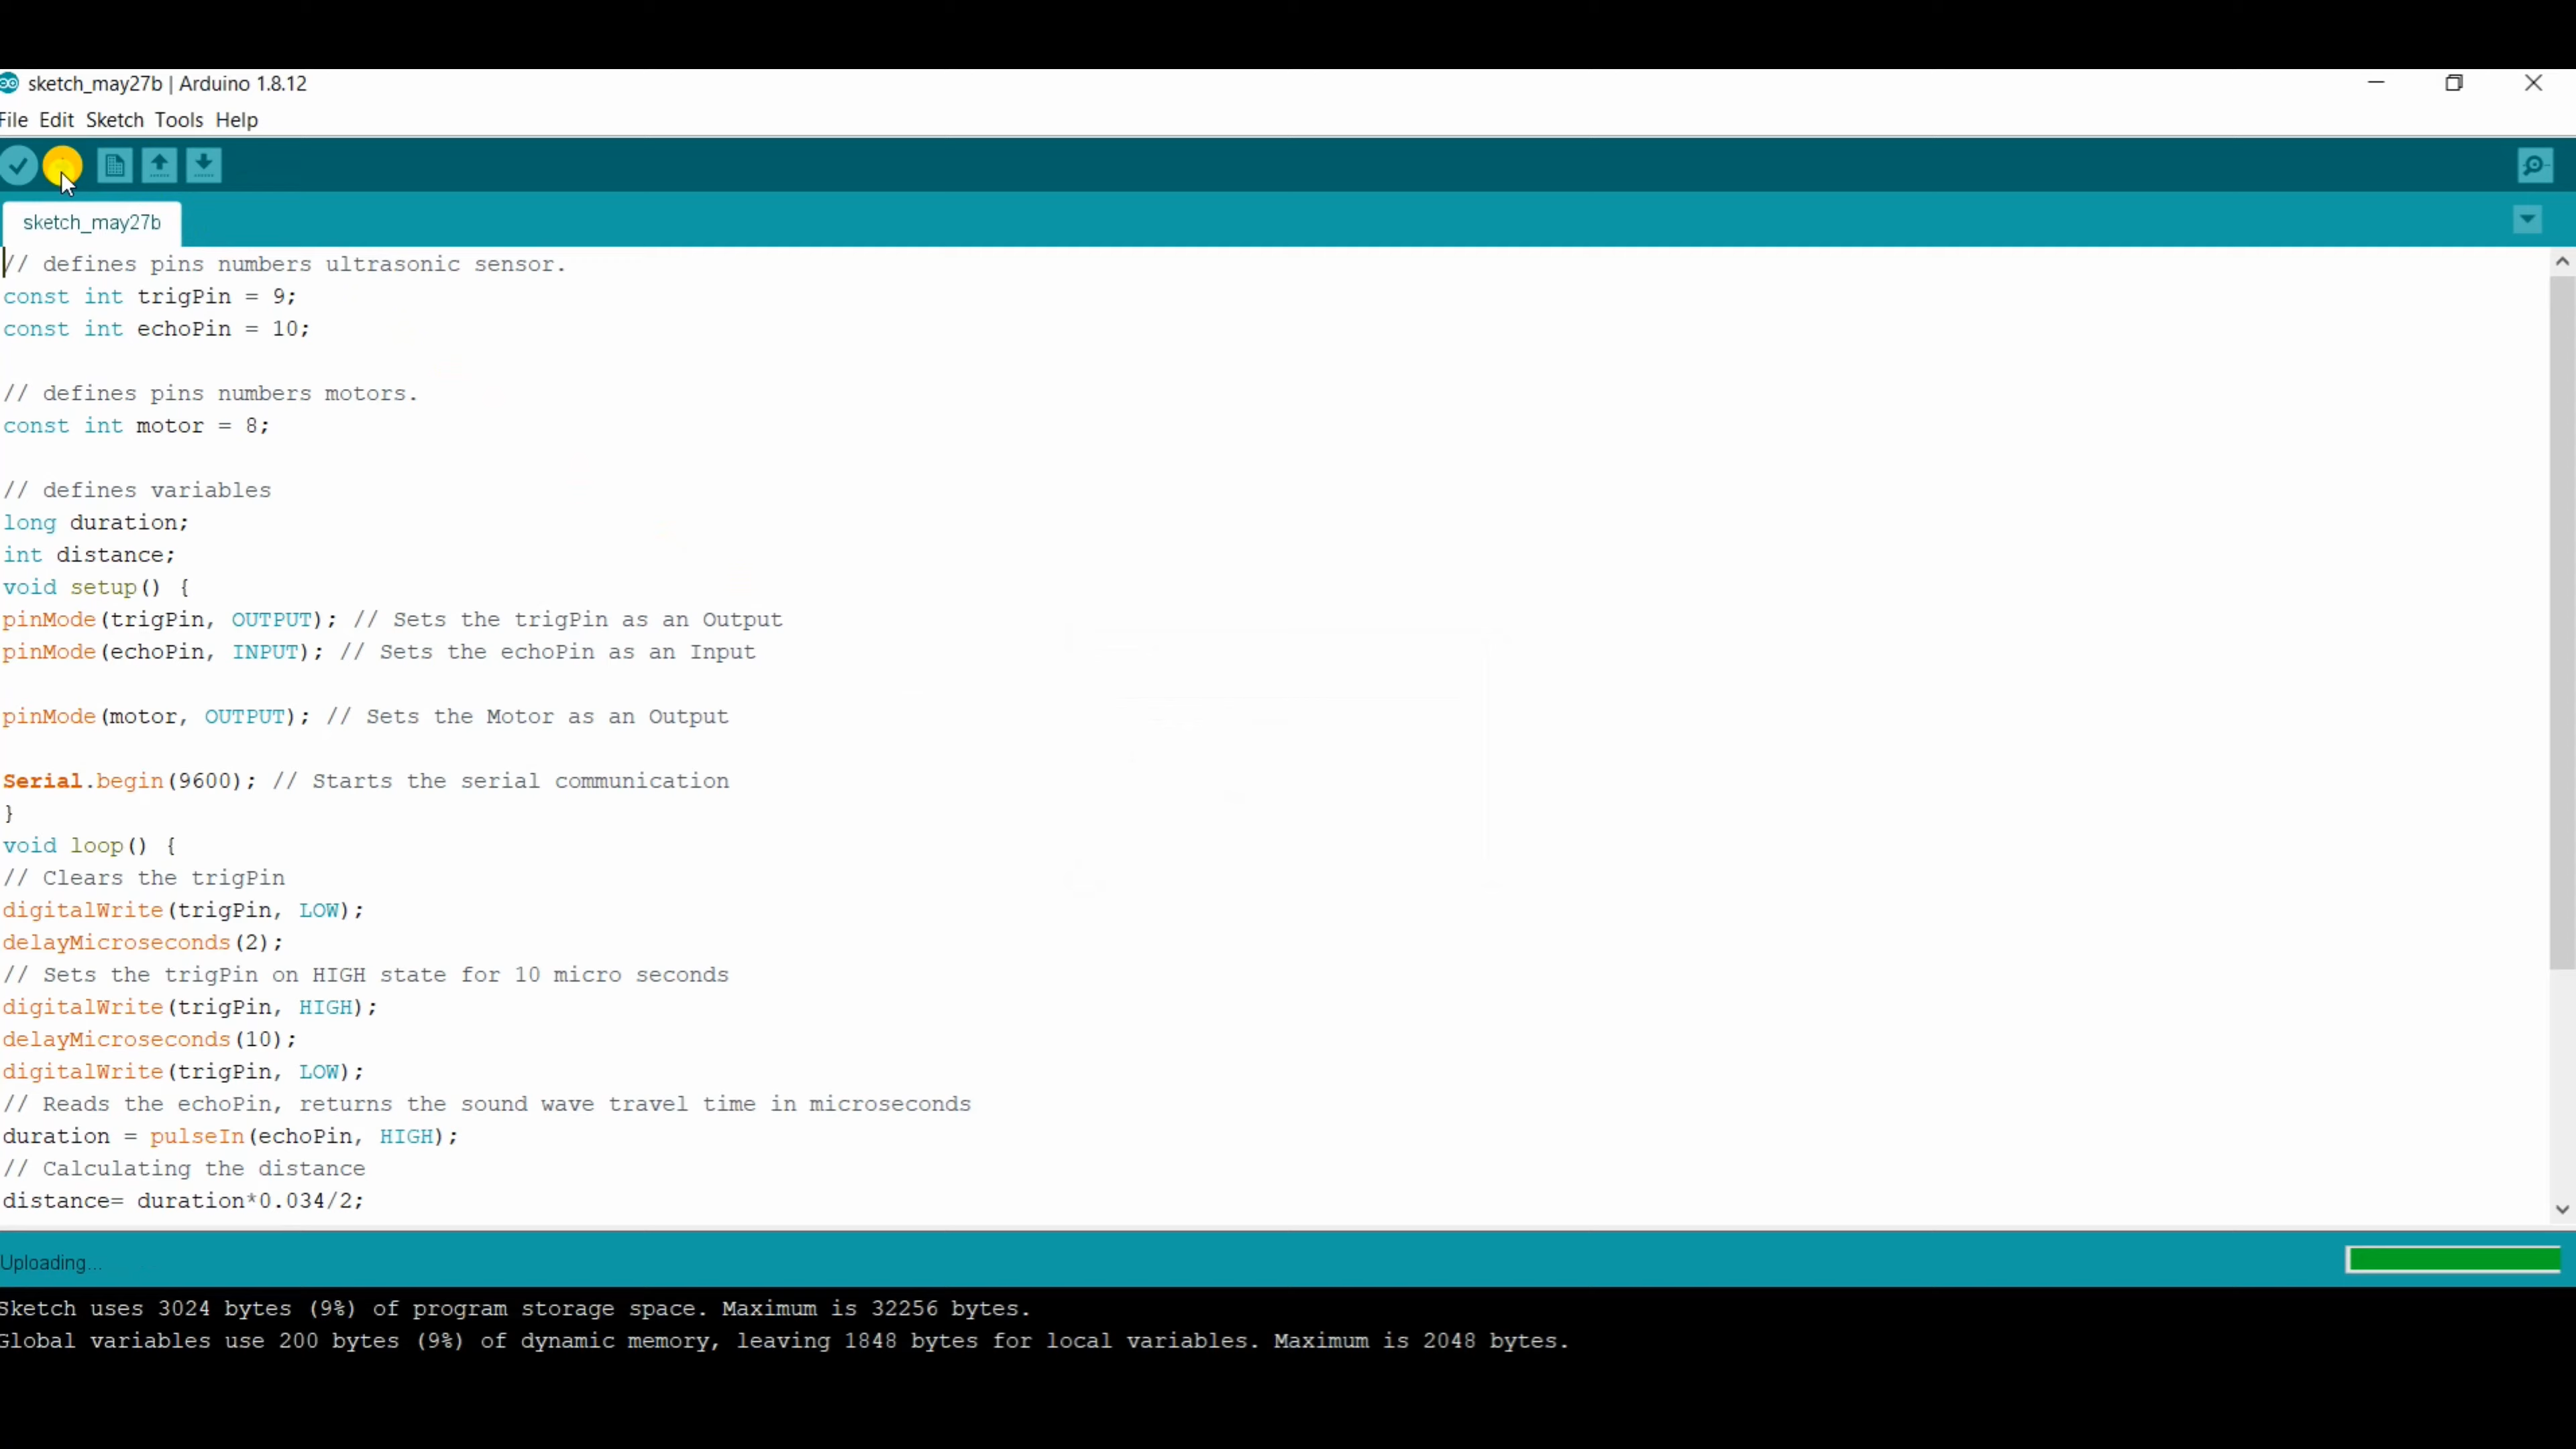 sketch_may27b | Arduino 1.8.12
File Edit Sketch Tools Help
sketch_may27b
// defines pins numbers ultrasonic sensor.
const int trigPin = 9;
const int echoPin = 10;
// defines pins numbers motors.
const int motor = 8;
// defines variables
long duration;
int distance;
void setup() {
pinMode(trigPin, OUTPUT); // Sets the trigPin as an Output
pinMode(echoPin, INPUT); // Sets the echoPin as an Input
pinMode(motor, OUTPUT); // Sets the Motor as an Output
Serial.begin(9600); // Starts the serial communication
}
void loop() {
// Clears the trigPin
digitalWrite(trigPin, LOW);
delayMicroseconds(2);
// Sets the trigPin on HIGH state for 10 micro seconds
digitalWrite(trigPin, HIGH);
delayMicroseconds(10);
digitalWrite(trigPin, LOW);
// Reads the echoPin, returns the sound wave travel time in microseconds
duration = pulseIn(echoPin, HIGH);
// Calculating the distance
distance= duration*0.034/2;
Uploading...
Sketch uses 3024 bytes (9%) of program storage space. Maximum is 32256 bytes.
Global variables use 200 bytes (9%) of dynamic memory, leaving 1848 bytes for local variables. Maximum is 2048 bytes.